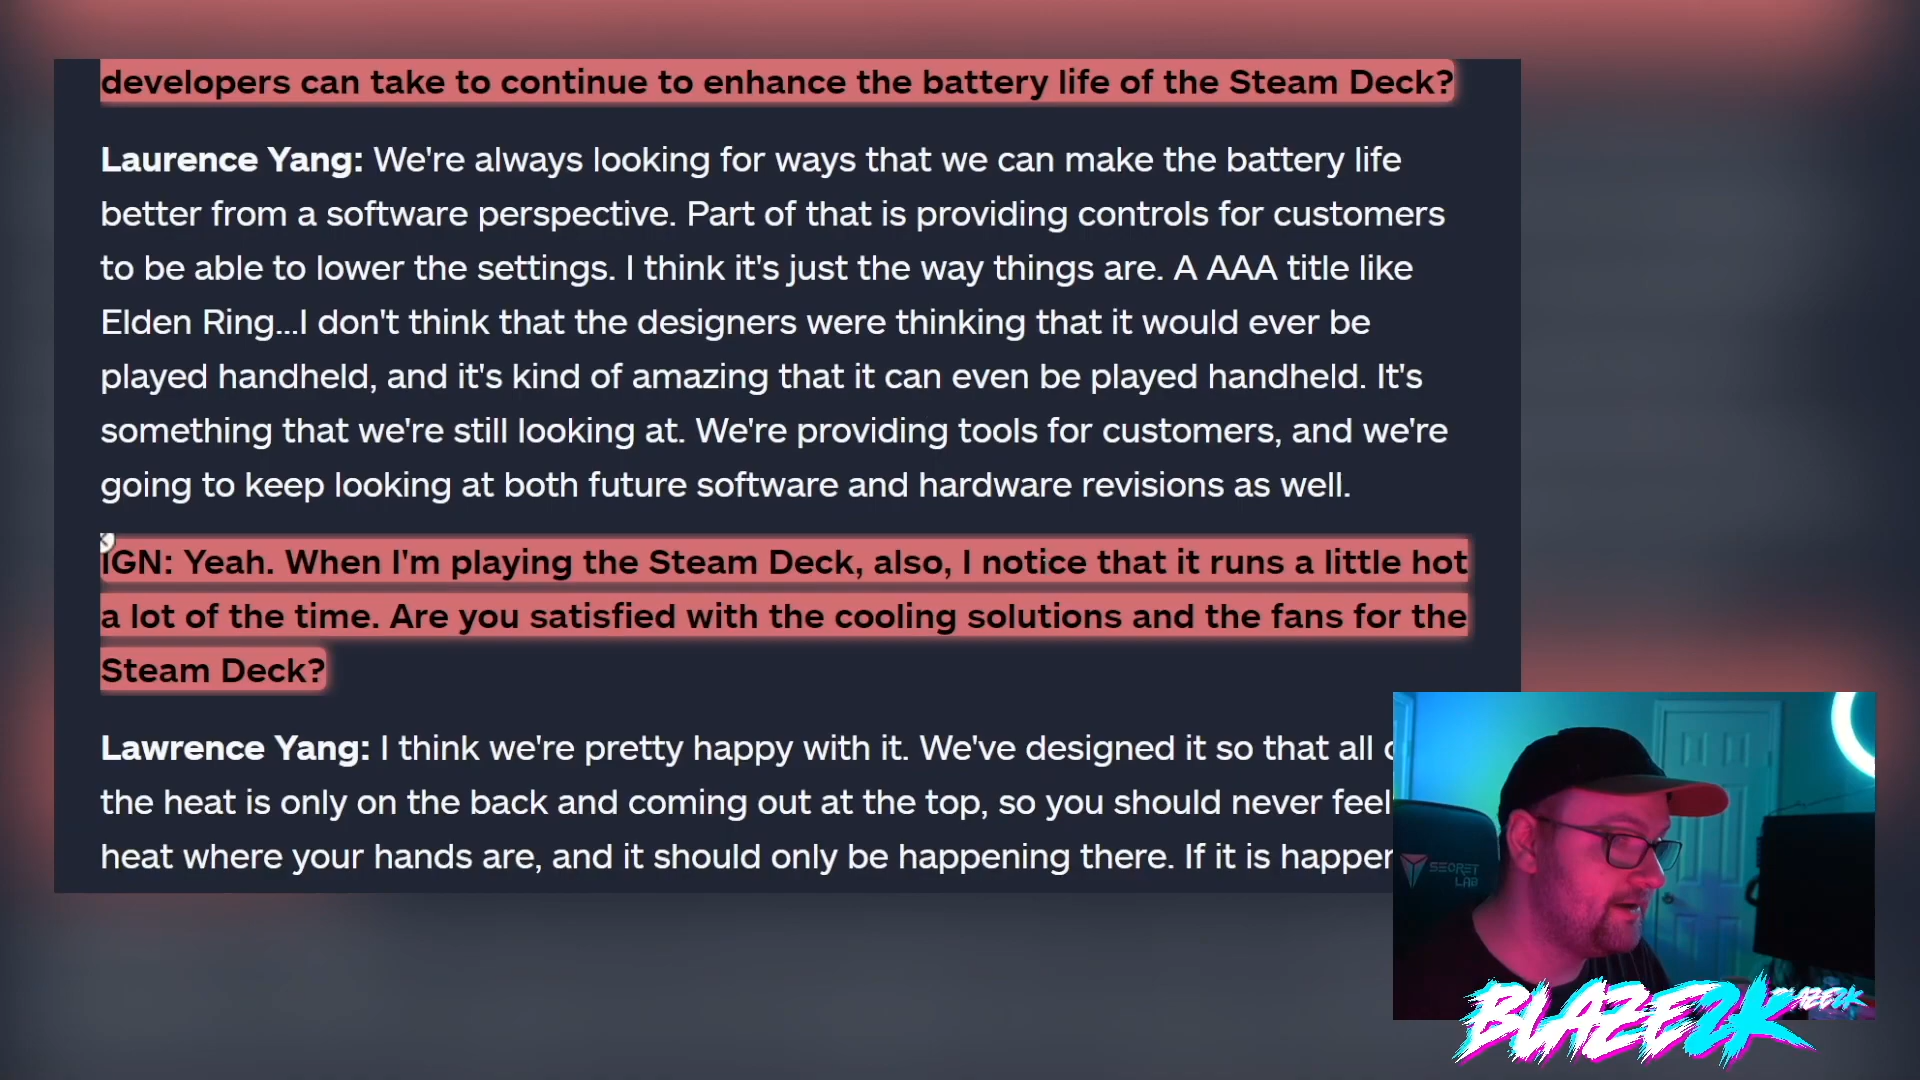 developers can take to continue to enhance the battery life of the Steam Deck?
Laurence Yang: We're always looking for ways that we can make the battery life
better from a software perspective. Part of that is providing controls for customers
to be able to lower the settings. I think it's just the way things are. A AAA title like
Elden Ring...I don't think that the designers were thinking that it would ever be
played handheld, and it's kind of amazing that it can even be played handheld. It's
something that we're still looking at. We're providing tools for customers, and we're
going to keep looking at both future software and hardware revisions as well.
IGN: Yeah. When I'm playing the Steam Deck, also, I notice that it runs a little hot
a lot of the time. Are you satisfied with the cooling solutions and the fans for the
Steam Deck?
Lawrence Yang: I think we're pretty happy with it. We've designed it so that all
the heat is only on the back and coming out at the top, so you should never feel
heat where your hands are, and it should only be happening there. If it is happen
SECRET
LAB
BLAZE2K